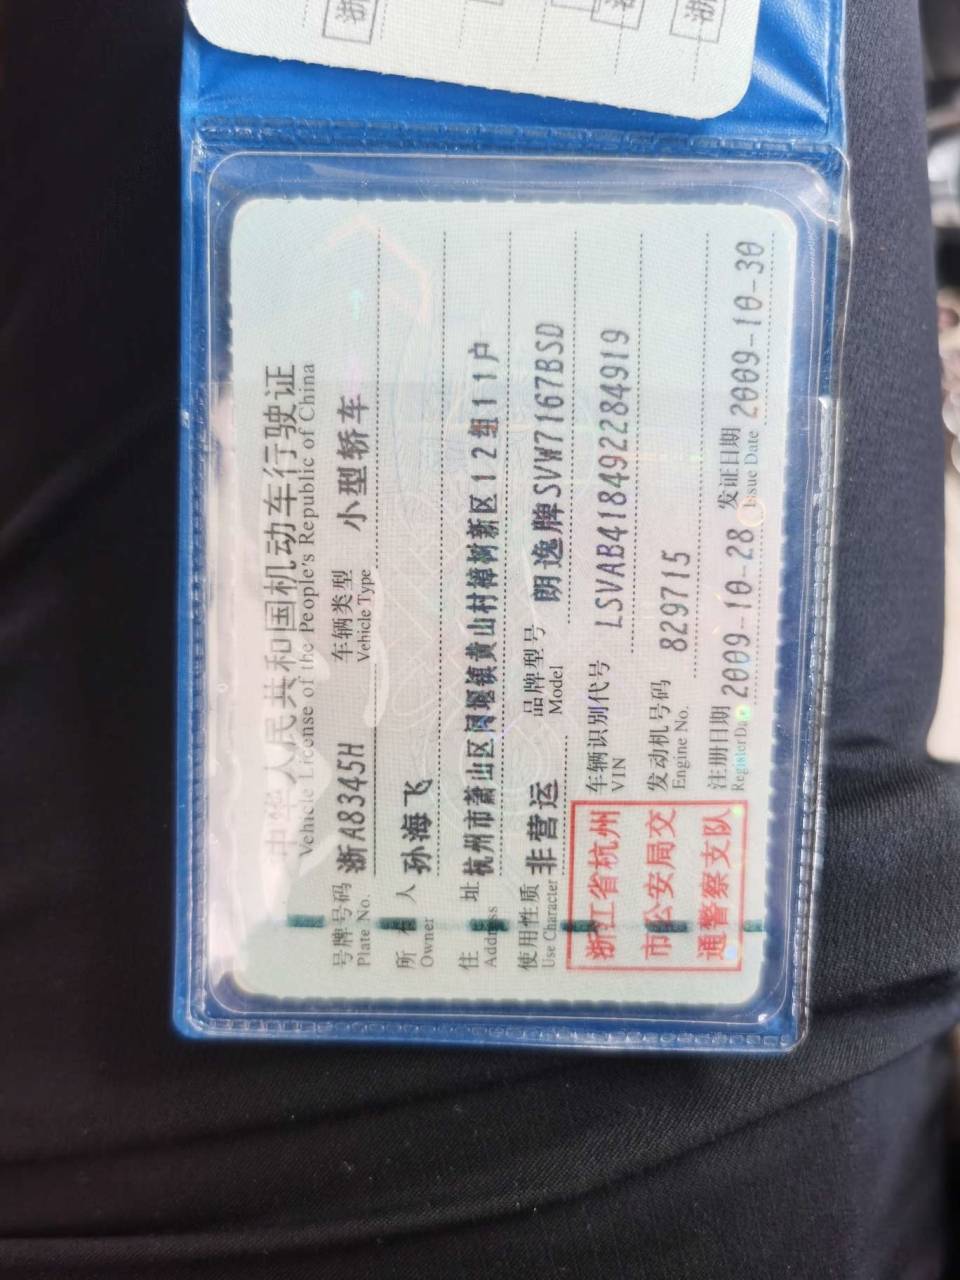 中华人民共和国机动车行驶证
Vehicle License of the People's Republic of China
号牌号码 Plate No. 浙A8345H 车辆类型 Vehicle Type 小型轿车
所有人 Owner 孙海飞
住址 Address 杭州市萧山区闻堰镇黄山村樟树新区12组111户
使用性质 Use Character 非营运 品牌型号 Model 朗逸牌SVW7167BSD
车辆识别代号 VIN LSVAB418492284919
发动机号码 Engine No. 829715
注册日期 Register Date 2009-10-28 发证日期 Issue Date 2009-10-30
浙江省杭州
市公安局交
通警察支队
浙
浙